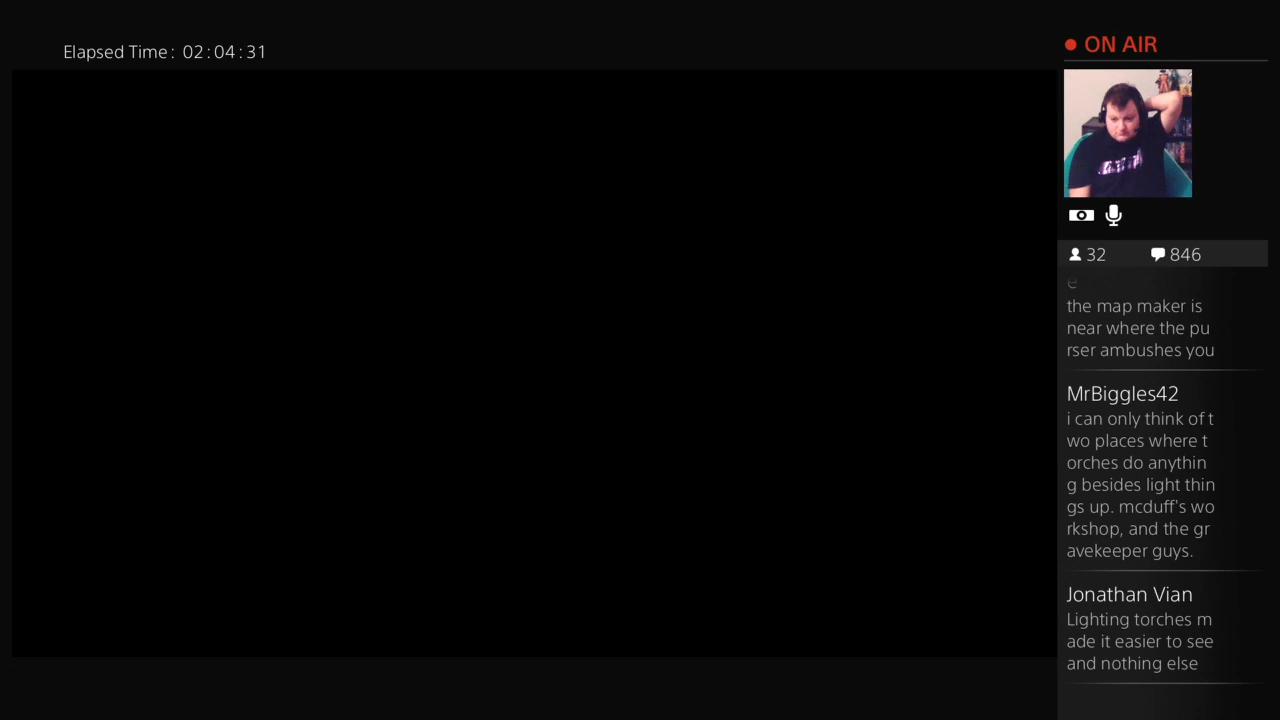 Elapsed Time: 02:04:31
ON AIR
32 846
e
the map maker is
near where the pu
rser ambushes you
MrBiggles42
i can only think of t
wo places where t
orches do anythin
g besides light thin
gs up. mcduff's wo
rkshop, and the gr
avekeeper guys.
Jonathan Vian
Lighting torches m
ade it easier to see
and nothing else